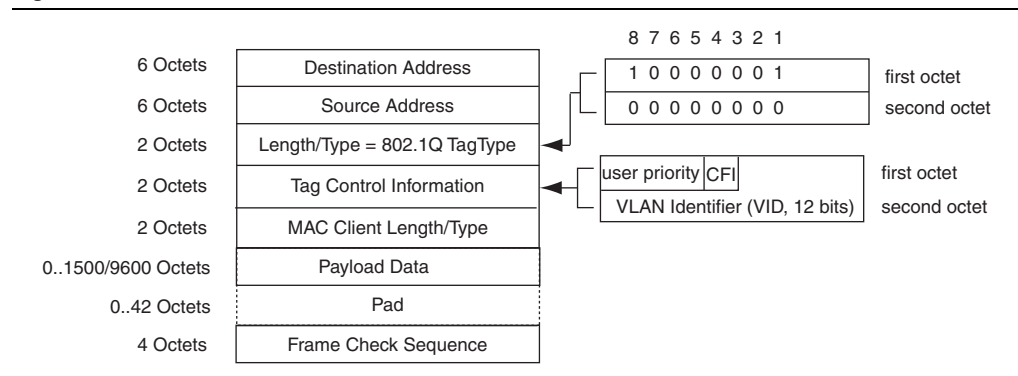 8 7 6 5 4 3 2 1
6 Octets Destination Address
1 0 0 0 0 0 0 1 first octet
6 Octets Source Address
0 0 0 0 0 0 0 0 second octet
2 Octets Length/Type = 802.1Q TagType
2 Octets Tag Control Information
user priority CFI first octet
VLAN Identifier (VID, 12 bits) second octet
2 Octets MAC Client Length/Type
0..1500/9600 Octets Payload Data
0..42 Octets Pad
4 Octets Frame Check Sequence